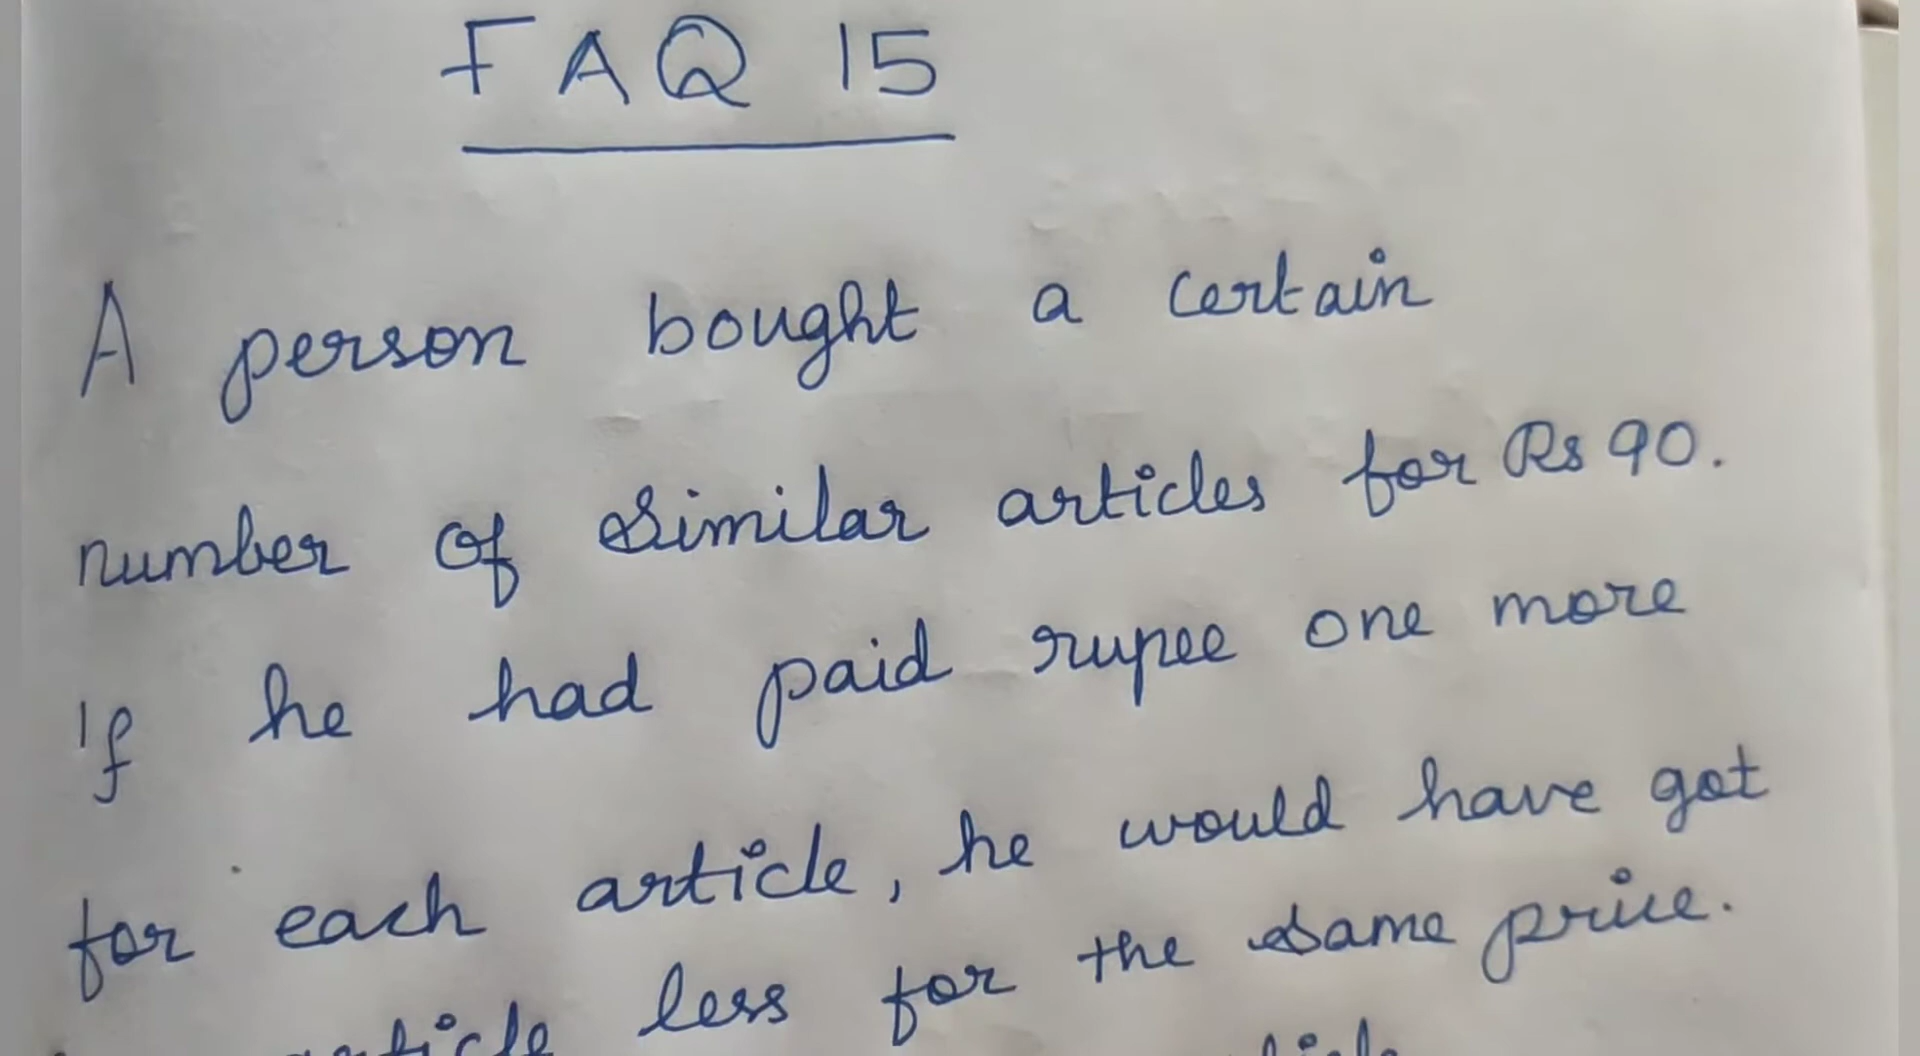 FAQ 15
A person bought a certain
number of similar articles for Rs 90.
If he had paid rupee one more
for each article, he would have got
article less for the same price.